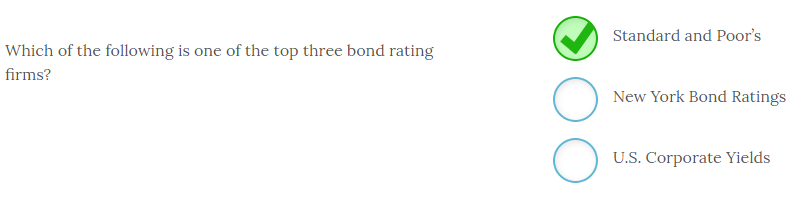 Which of the following is one of the top three bond rating
firms?
Standard and Poor’s
New York Bond Ratings
U.S. Corporate Yields